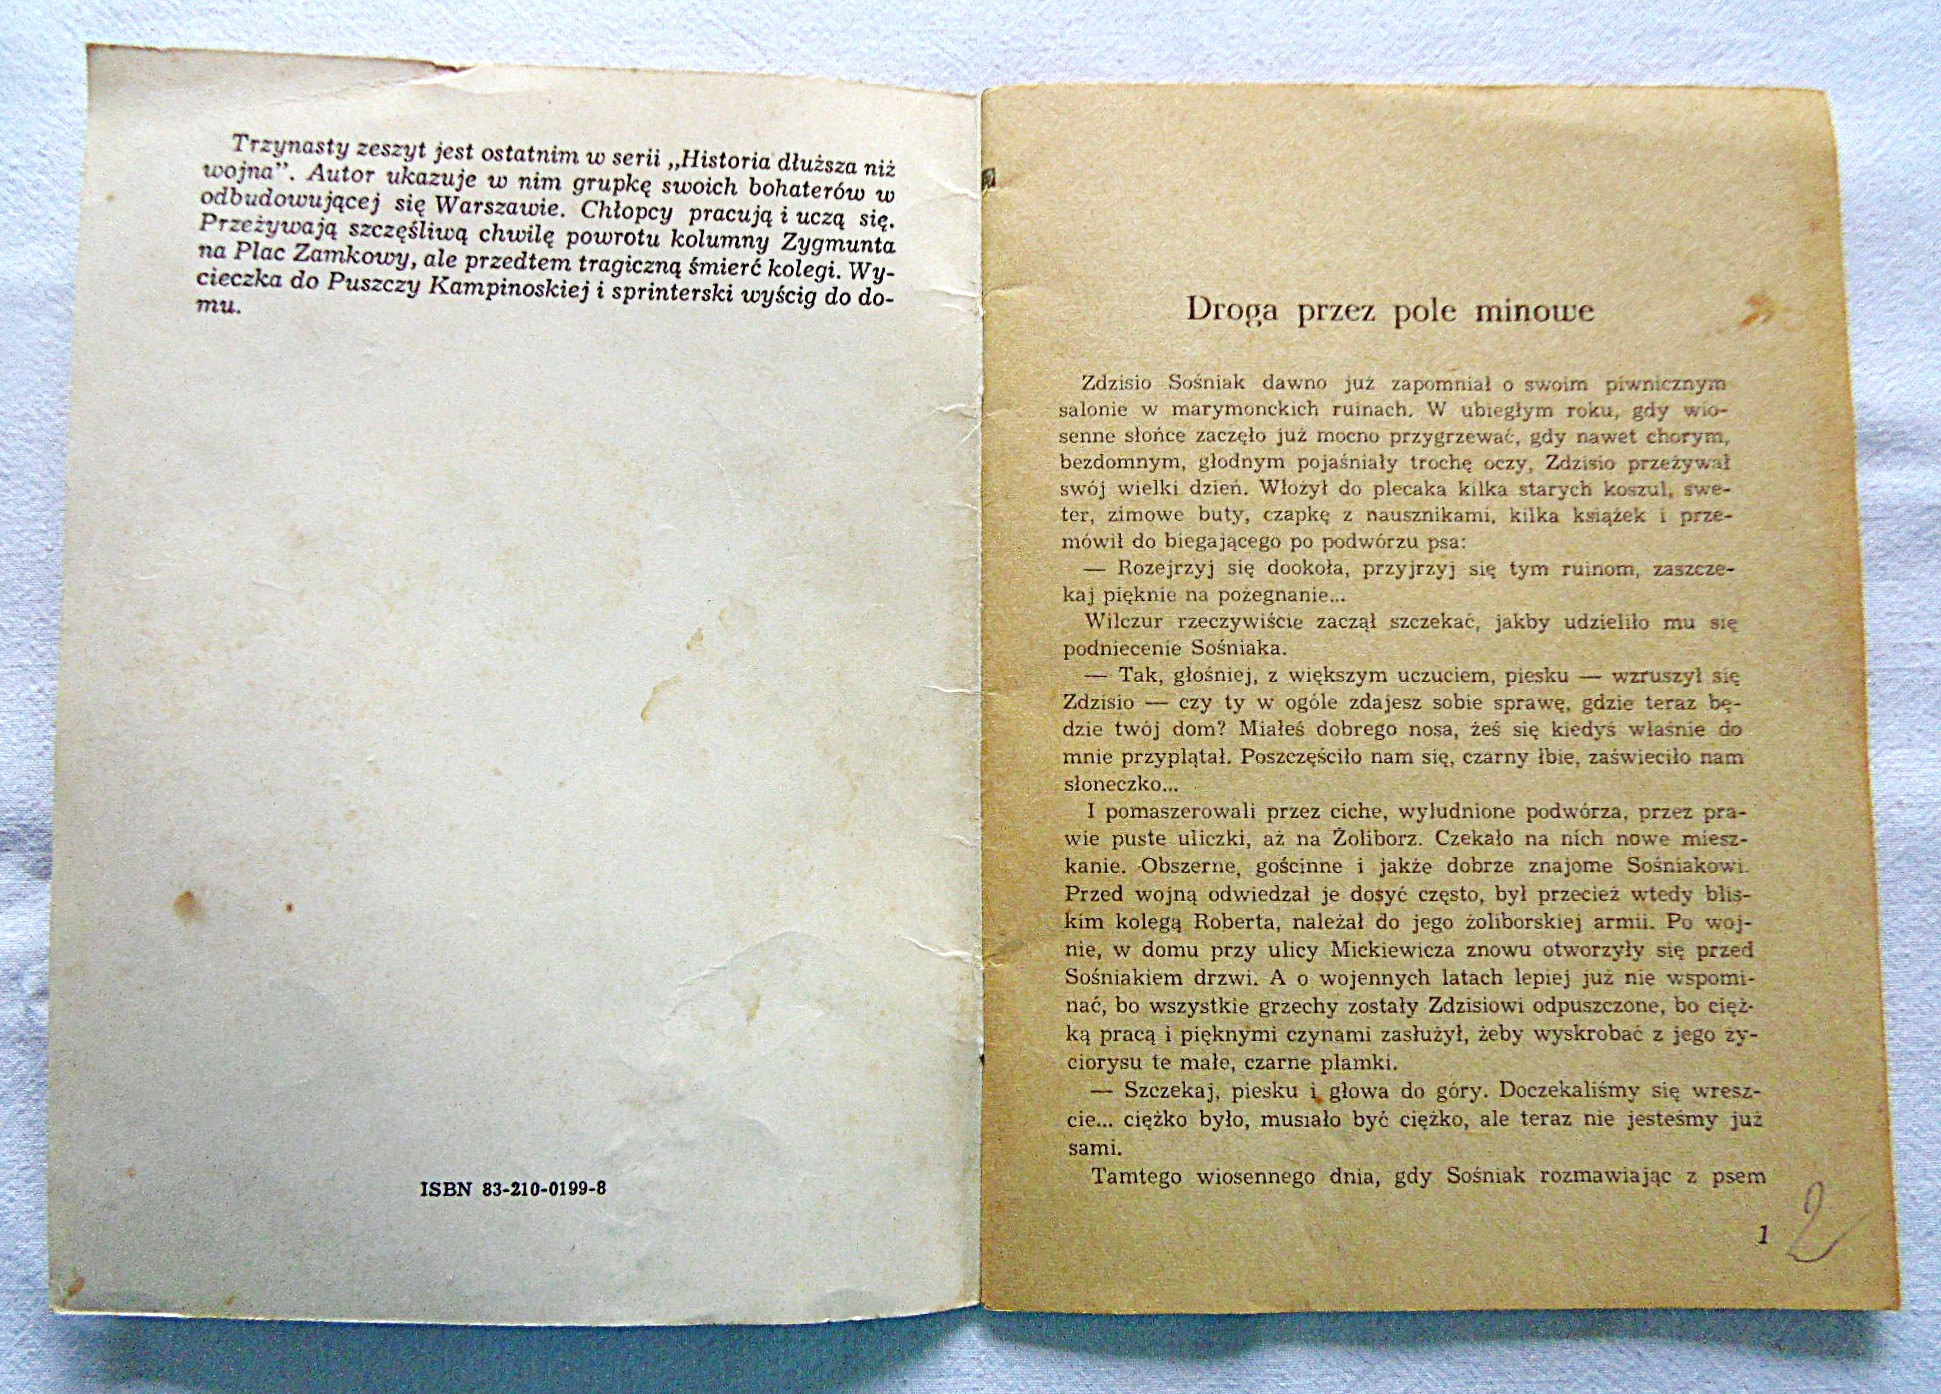 Trzynasty zeszyt jest ostatnim w serii „Historia dłuższa niż
wojna”. Autor ukazuje w nim grupkę swoich bohaterów w
odbudowującej się Warszawie. Chłopcy pracują i uczą się.
Przeżywają szczęśliwą chwilę powrotu kolumny Zygmunta
na Plac Zamkowy, ale przedtem tragiczną śmierć kolegi. Wy-
cieczka do Puszczy Kampinoskiej i sprinterski wyścig do do-
mu.
ISBN 83-210-0199-8
Droga przez pole minowe
Zdzisio Sośniak dawno już zapomniał o swoim piwnicznym
salonie w marymonckich ruinach. W ubiegłym roku, gdy wio-
senne słońce zaczęło już mocno przygrzewać, gdy nawet chorym,
bezdomnym, głodnym pojaśniały trochę oczy, Zdzisio przeżywał
swój wielki dzień. Włożył do plecaka kilka starych koszul, swe-
ter, zimowe buty, czapkę z nausznikami, kilka książek i prze-
mówił do biegającego po podwórzu psa:
— Rozejrzyj się dookoła, przyjrzyj się tym ruinom, zaszcze-
kaj pięknie na pożegnanie...
Wilczur rzeczywiście zaczął szczekać, jakby udzieliło mu się
podniecenie Sośniaka.
— Tak, głośniej, z większym uczuciem, piesku — wzruszył się
Zdzisio — czy ty w ogóle zdajesz sobie sprawę, gdzie teraz bę-
dzie twój dom? Miałeś dobrego nosa, żeś się kiedyś właśnie do
mnie przyplątał. Poszczęściło nam się, czarny łbie, zaświeciło nam
słoneczko...
I pomaszerowali przez ciche, wyludnione podwórza, przez pra-
wie puste uliczki, aż na Żoliborz. Czekało na nich nowe miesz-
kanie. Obszerne, gościnne i jakże dobrze znajome Sośniakowi.
Przed wojną odwiedzał je dosyć często, był przecież wtedy blis-
kim kolegą Roberta, należał do jego żoliborskiej armii. Po woj-
nie, w domu przy ulicy Mickiewicza znowu otworzyły się przed
Sośniakiem drzwi. A o wojennych latach lepiej już nie wspomi-
nać, bo wszystkie grzechy zostały Zdzisiowi odpuszczone, bo cięż-
ką pracą i pięknymi czynami zasłużył, żeby wyskrobać z jego ży-
ciorysu te małe, czarne plamki.
— Szczekaj, piesku i głowa do góry. Doczekaliśmy się wresz-
cie... ciężko było, musiało być ciężko, ale teraz nie jesteśmy już
sami.
Tamtego wiosennego dnia, gdy Sośniak rozmawiając z psem
1
2